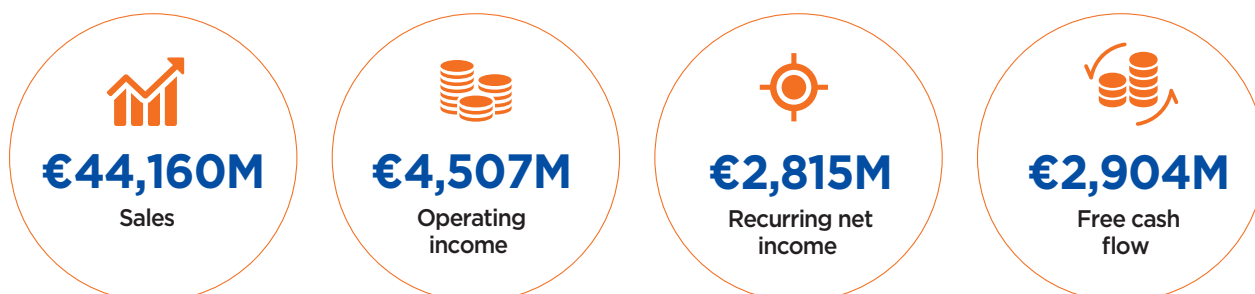 €44,160M
Sales
€4,507M
Operating
income
€2,815M
Recurring net
income
€2,904M
Free cash
flow